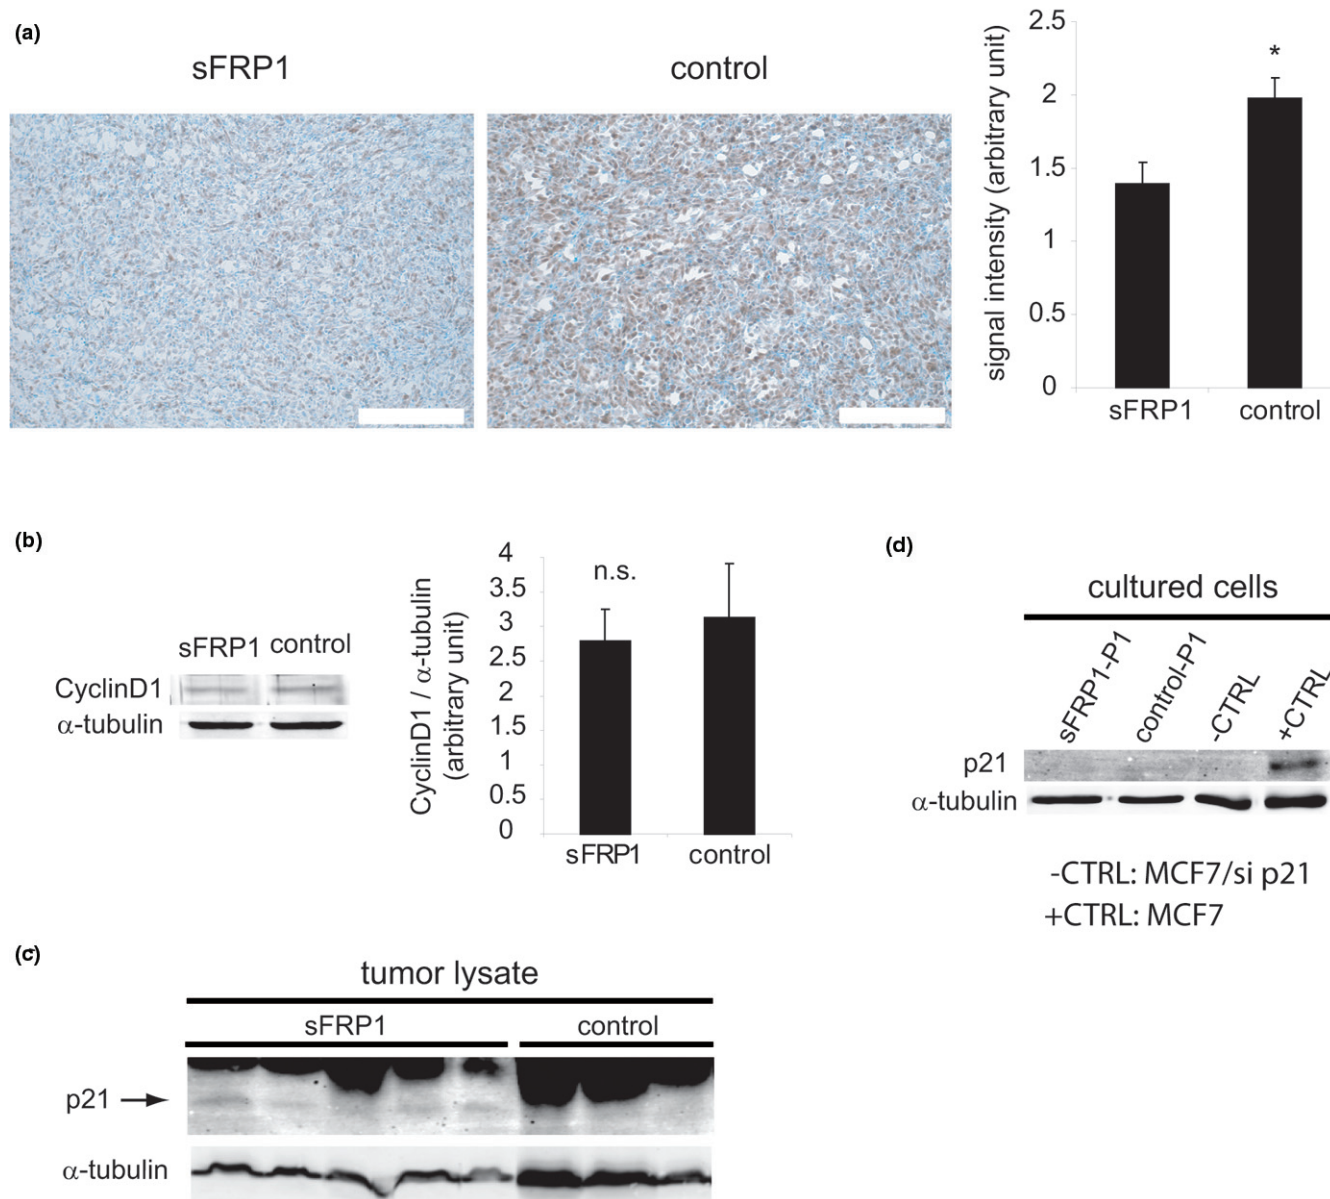 (a)
sFRP1
control
signal intensity (arbitrary unit)
2.5
2
1.5
1
0.5
0
*
sFRP1
control
(b)
sFRP1
control
CyclinD1
α-tubulin
CyclinD1 / α-tubulin
(arbitrary unit)
4
3.5
3
2.5
2
1.5
1
0.5
0
n.s.
sFRP1
control
(d)
cultured cells
sFRP1-P1
control-P1
-CTRL
+CTRL
p21
α-tubulin
-CTRL: MCF7/si p21
+CTRL: MCF7
(c)
tumor lysate
sFRP1
control
p21
α-tubulin